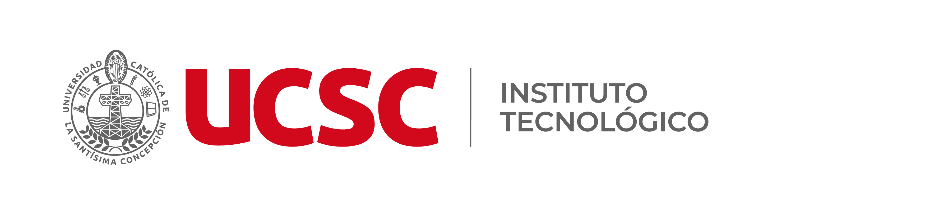 UNIVERSIDAD CATÓLICA DE
LA SANTÍSIMA CONCEPCIÓN
UCSC
INSTITUTO
TECNOLÓGICO